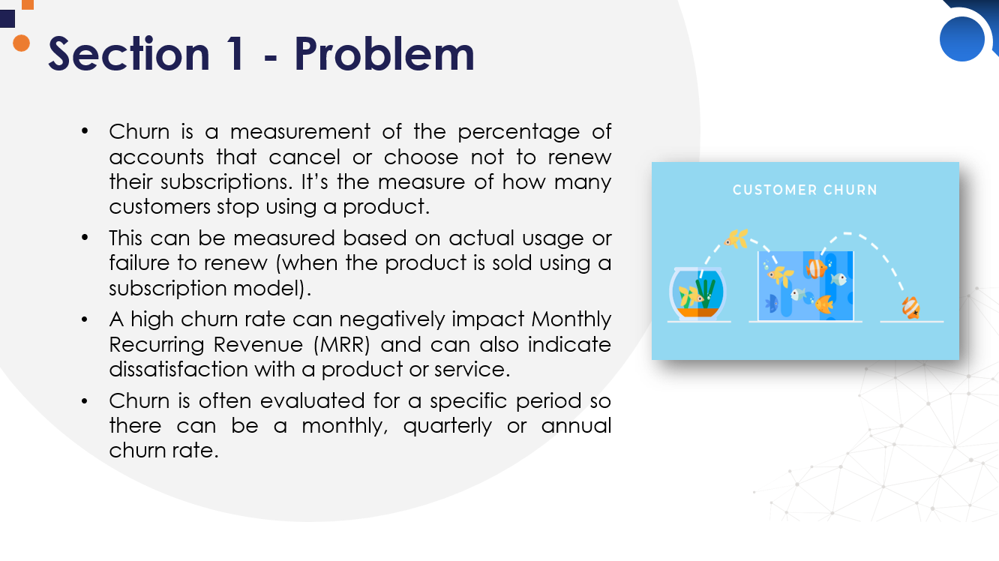 Section 1 - Problem
• Churn is a measurement of the percentage of
accounts that cancel or choose not to renew
their subscriptions. It’s the measure of how many
customers stop using a product.
• This can be measured based on actual usage or
failure to renew (when the product is sold using a
subscription model).
• A high churn rate can negatively impact Monthly
Recurring Revenue (MRR) and can also indicate
dissatisfaction with a product or service.
• Churn is often evaluated for a specific period so
there can be a monthly, quarterly or annual
churn rate.
CUSTOMER CHURN